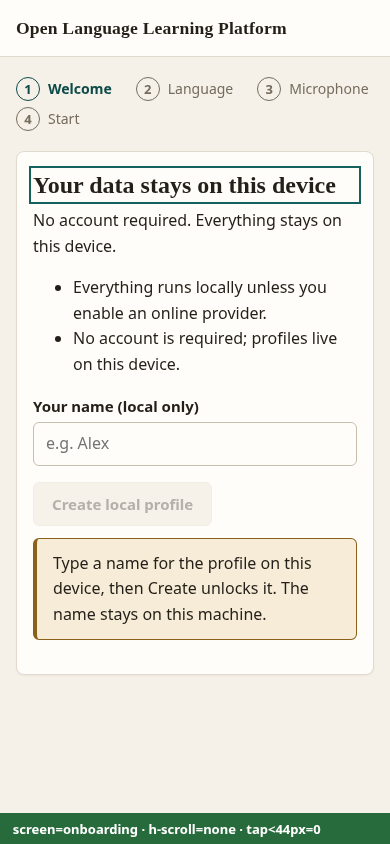 Open Language Learning Platform
1 Welcome 2 Language 3 Microphone
4 Start
Your data stays on this device
No account required. Everything stays on
this device.
• Everything runs locally unless you
enable an online provider.
• No account is required; profiles live
on this device.
Your name (local only)
e.g. Alex
Create local profile
Type a name for the profile on this
device, then Create unlocks it. The
name stays on this machine.
screen=onboarding · h-scroll=none · tap<44px=0